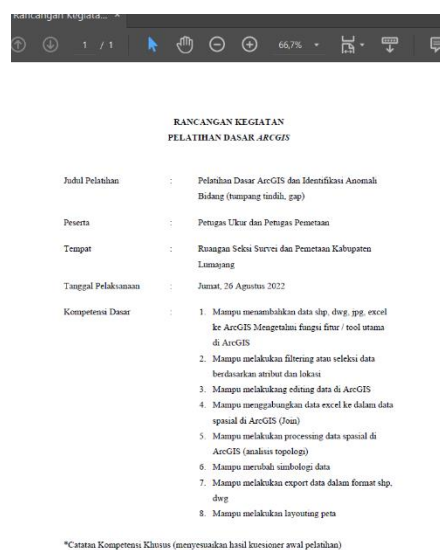 Rancangan Kegiata...
1 / 1
66,7%
RANCANGAN KEGIATAN
PELATIHAN DASAR ARCGIS
Judul Pelatihan : Pelatihan Dasar ArcGIS dan Identifikasi Anomali
Bidang (tumpang tindih, gap)
Peserta : Petugas Ukur dan Petugas Pemetaan
Tempat : Ruangan Seksi Survei dan Pemetaan Kabupaten
Lumajang
Tanggal Pelaksanaan : Jumat, 26 Agustus 2022
Kompetensi Dasar : 1. Mampu menambahkan data shp, dwg, jpg, excel
ke ArcGIS Mengetahui fungsi fitur / tool utama
di ArcGIS
2. Mampu melakukan filtering atau seleksi data
berdasarkan atribut dan lokasi
3. Mampu melakukang editing data di ArcGIS
4. Mampu menggabungkan data excel ke dalam data
spasial di ArcGIS (Join)
5. Mampu melakukan processing data spasial di
ArcGIS (analisis topologi)
6. Mampu merubah simbologi data
7. Mampu melakukan export data dalam format shp,
dwg
8. Mampu melakukan layouting peta
*Catatan Kompetensi Khusus (menyesuaikan hasil kuesioner awal pelatihan)